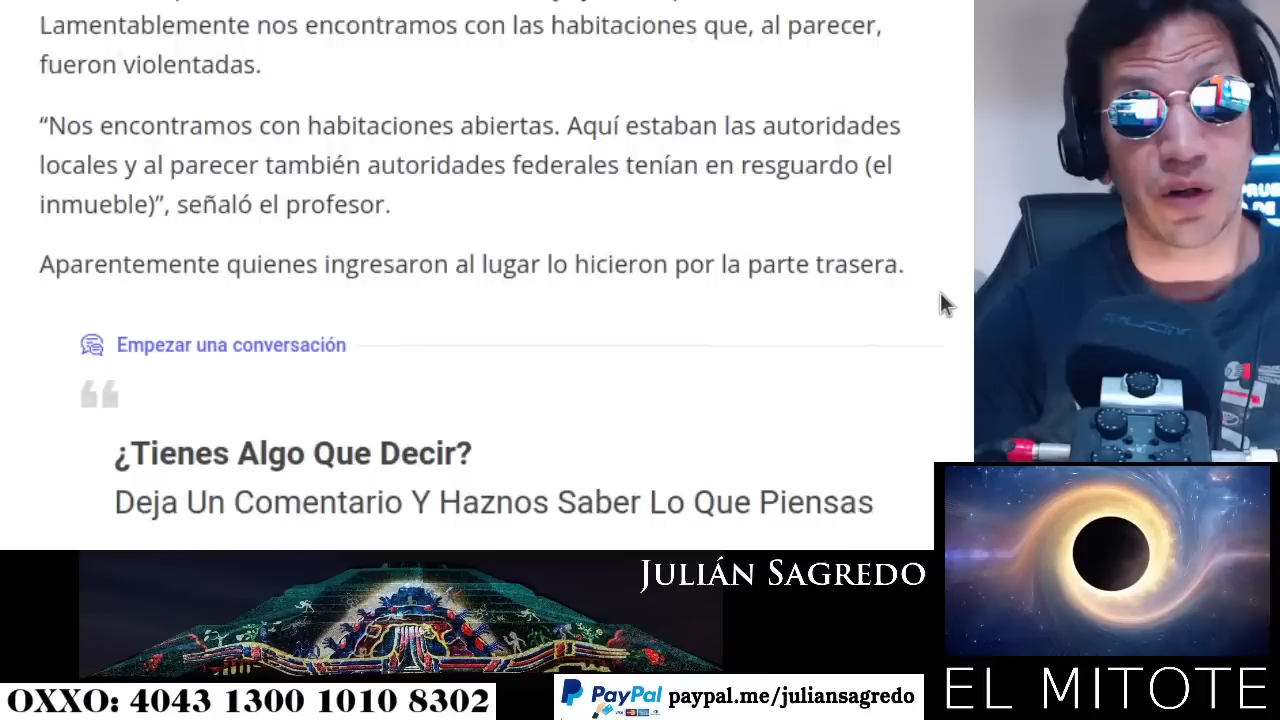 Lamentablemente nos encontramos con las habitaciones que, al parecer,
fueron violentadas.
“Nos encontramos con habitaciones abiertas. Aquí estaban las autoridades
locales y al parecer también autoridades federales tenían en resguardo (el
inmueble)”, señaló el profesor.
Aparentemente quienes ingresaron al lugar lo hicieron por la parte trasera.
Empezar una conversación
¿Tienes Algo Que Decir?
Deja Un Comentario Y Haznos Saber Lo Que Piensas
JULIÁN SAGREDO
EL MITOTE
OXXO: 4043 1300 1010 8302
PayPal paypal.me/juliansagredo